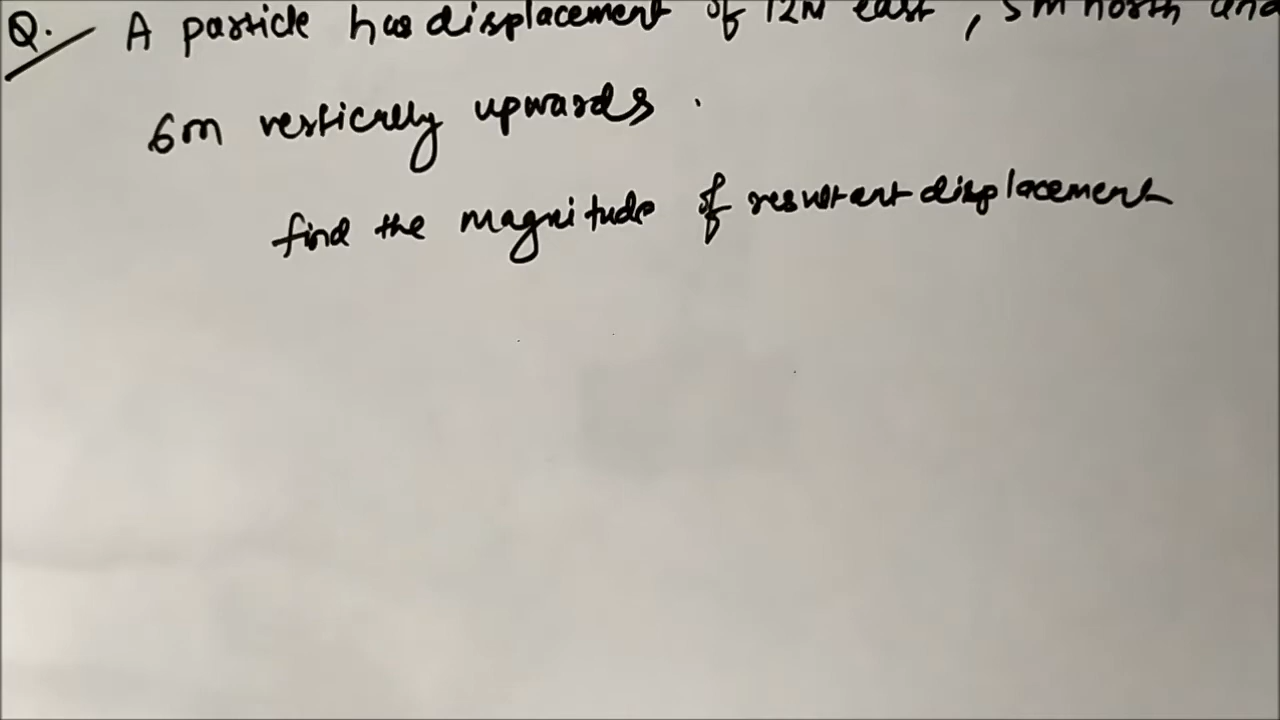 Q. A particle has displacement of 12m east, 5m north and
6m vertically upwards.
find the magnitude of resultant displacement